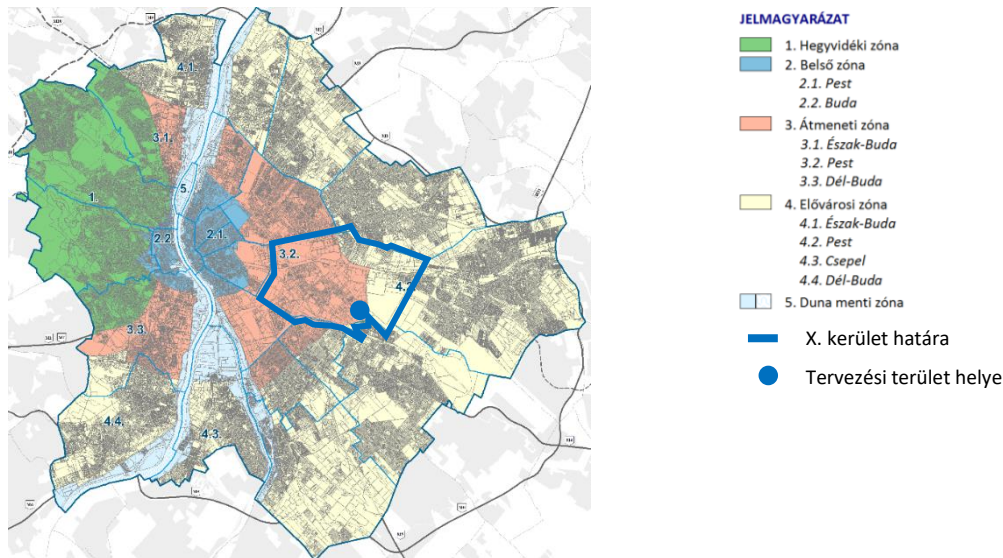 4.1.
3.1.
1.
5.
2.2.
2.1.
3.2.
4.2.
3.3.
4.4.
4.3.
JELMAGYARÁZAT
1. Hegyvidéki zóna
2. Belső zóna
2.1. Pest
2.2. Buda
3. Átmeneti zóna
3.1. Észak-Buda
3.2. Pest
3.3. Dél-Buda
4. Elővárosi zóna
4.1. Észak-Buda
4.2. Pest
4.3. Csepel
4.4. Dél-Buda
5. Duna menti zóna
X. kerület határa
Tervezési terület helye